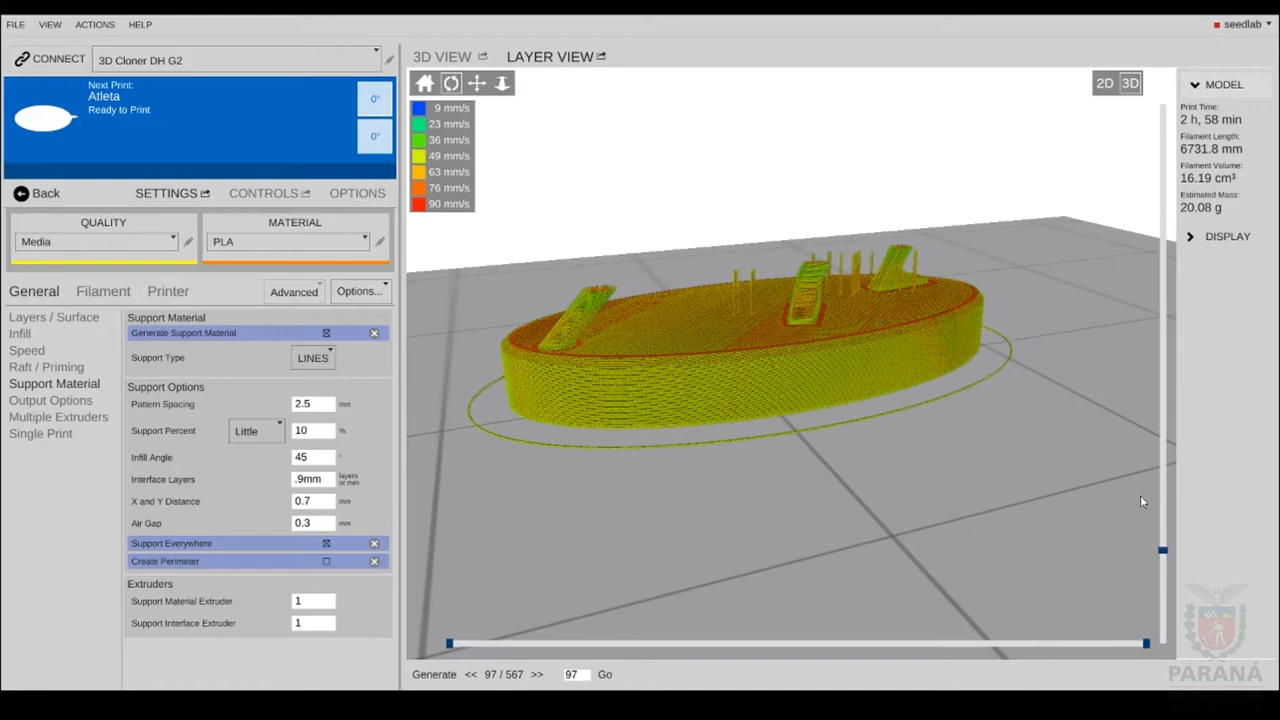 FILE VIEW ACTIONS HELP
seedlab
CONNECT 3D Cloner DH G2
Next Print:
Atleta
Ready to Print
0°
0°
Back SETTINGS CONTROLS OPTIONS
QUALITY MATERIAL
Media PLA
General Filament Printer Advanced Options...
Layers / Surface
Infill
Speed
Raft / Priming
Support Material
Output Options
Multiple Extruders
Single Print
Support Material
Generate Support Material
Support Type LINES
Support Options
Pattern Spacing 2.5 mm
Support Percent Little 10 %
Infill Angle 45 °
Interface Layers .9mm layers or mm
X and Y Distance 0.7 mm
Air Gap 0.3 mm
Support Everywhere
Create Perimeter
Extruders
Support Material Extruder 1
Support Interface Extruder 1
3D VIEW LAYER VIEW
2D 3D
9 mm/s
23 mm/s
36 mm/s
49 mm/s
63 mm/s
76 mm/s
90 mm/s
Generate << 97 / 567 >> 97 Go
MODEL
Print Time:
2 h, 58 min
Filament Length:
6731.8 mm
Filament Volume:
16.19 cm³
Estimated Mass:
20.08 g
DISPLAY
PARANÁ